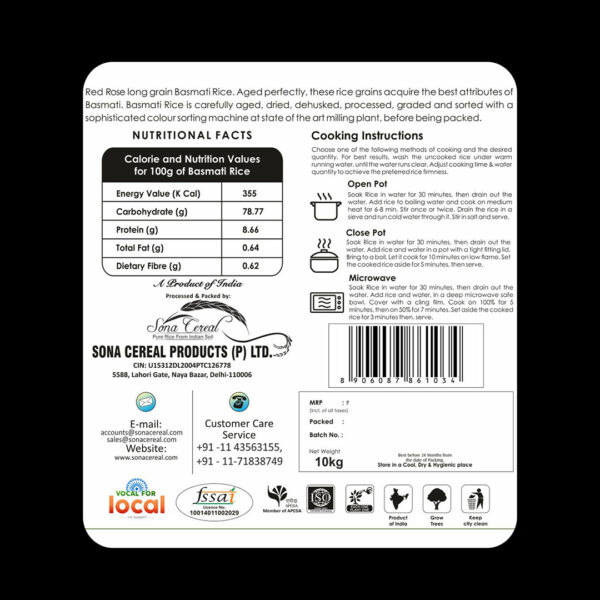 Red Rose long grain Basmati Rice. Aged perfectly, these rice grains acquire the best attributes of
Basmati. Basmati Rice is carefully aged, dried, dehusked, processed, graded and sorted with a
sophisticated colour sorting machine at state of the art milling plant, before being packed.
NUTRITIONAL FACTS
Calorie and Nutrition Values
for 100g of Basmati Rice
Energy Value (K Cal) 355
Carbohydrate (g) 78.77
Protein (g) 8.66
Total Fat (g) 0.64
Dietary Fibre (g) 0.62
A Product of India
Processed & Packed by:
Sona Cereal
Pure Rice From Indian Soil
SONA CEREAL PRODUCTS (P) LTD.
CIN: U15312DL2004PTC126778
5588, Lahori Gate, Naya Bazar, Delhi-110006
E-mail:
accounts@sonacereal.com
sales@sonacereal.com
Website:
www.sonacereal.com
Customer Care
Service
+91 -11 43563155,
+91 - 11-71838749
Cooking Instructions
Choose one of the following methods of cooking and the desired
quantity. For best results, wash the uncooked rice under warm
running water, until the water runs clear. Adjust cooking time & water
quantity to achieve the preferred rice firmness.
Open Pot
Soak Rice in water for 30 minutes, then drain out the
water. Add rice to boiling water and cook on medium
heat for 6-8 min. Stir once or twice. Drain the rice in a
sieve and run cold water through it. Stir in salt and serve.
Close Pot
Soak Rice in water for 30 minutes, then drain out the
water. Add rice and water in a pot with a tight fitting lid.
Bring to a boil. Let it cook for 10 minutes on low flame. Set
the cooked rice aside for 5 minutes, then serve.
Microwave
Soak Rice in water for 30 minutes, then drain out the
water. Add rice and water, in a deep microwave safe
bowl. Cover with a cling film. Cook on 100% for 5
minutes, then on 50% for 7 minutes. Set aside the cooked
rice for 3 minutes then, serve.
8 906087 861034
MRP : ₹
(Incl. of all taxes)
Packed :
Batch No. :
Net Weight
10kg
Best before 24 Months from
the date of Packing.
Store in a Cool, Dry & Hygienic place
VOCAL FOR
local
fssai
Licence No.
10014011002029
एपीडा
APEDA
Member of APEDA
ISO
Product
of India
Grow
Trees
Keep
city clean